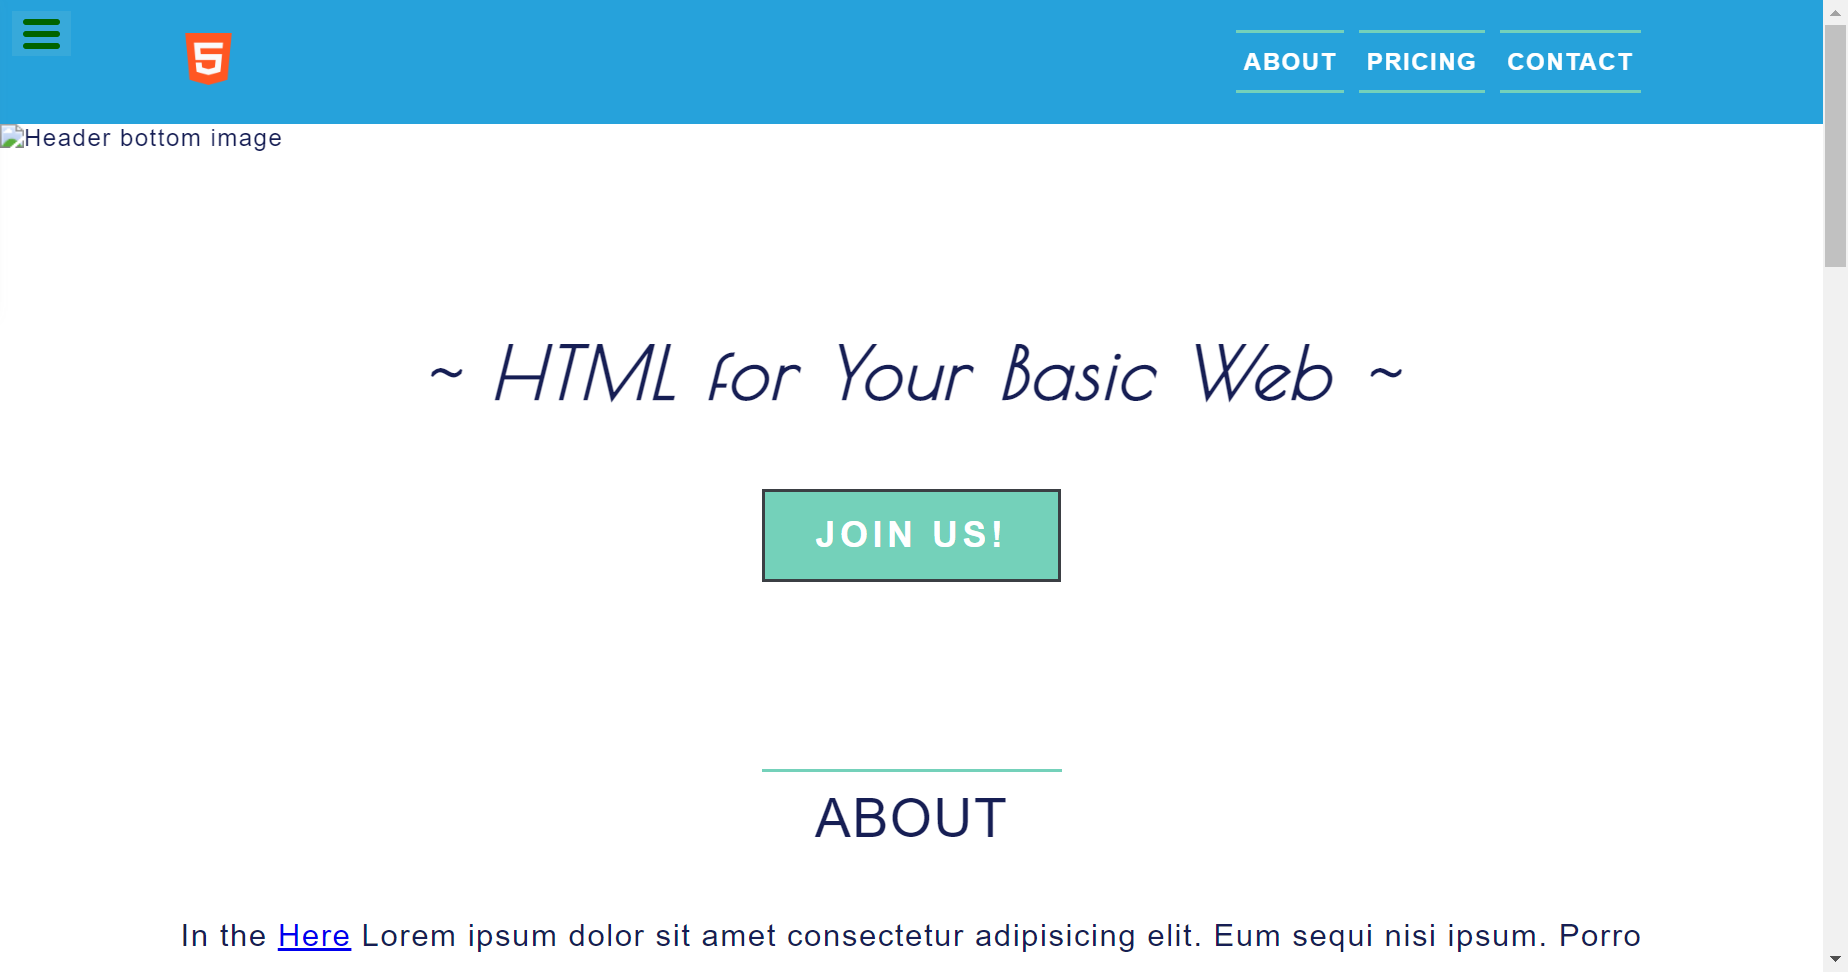 5
ABOUT PRICING CONTACT
Header bottom image
~ HTML for Your Basic Web ~
JOIN US!
ABOUT
In the Here Lorem ipsum dolor sit amet consectetur adipisicing elit. Eum sequi nisi ipsum. Porro